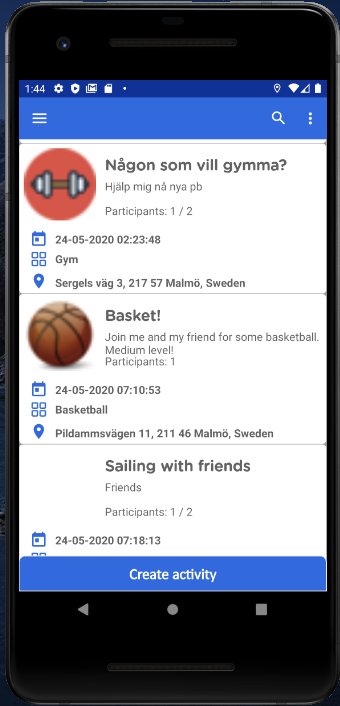 1:44
Någon som vill gymma?
Hjälp mig nå nya pb
Participants: 1 / 2
24-05-2020 02:23:48
Gym
Sergels väg 3, 217 57 Malmö, Sweden
Basket!
Join me and my friend for some basketball.
Medium level!
Participants: 1
24-05-2020 07:10:53
Basketball
Pildammsvägen 11, 211 46 Malmö, Sweden
Sailing with friends
Friends
Participants: 1 / 2
24-05-2020 07:18:13
Create activity